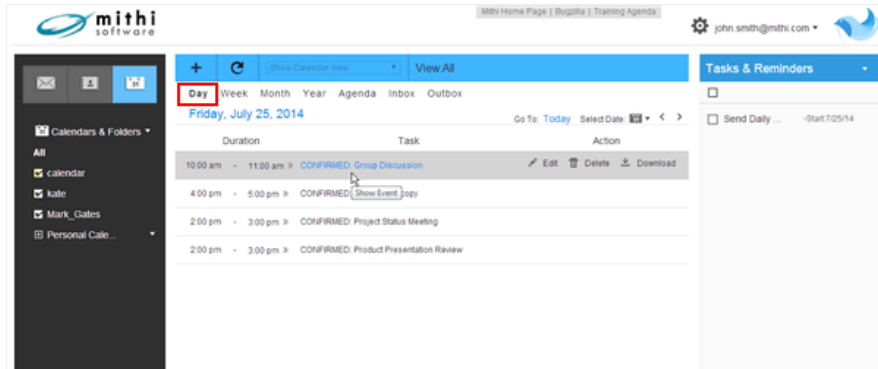 Mithi Home Page | Bugzilla | Training Agenda
mithi
software
john.smith@mithi.com
+ Show Calendar View View:All
Tasks & Reminders
Day Week Month Year Agenda Inbox Outbox
Friday, July 25, 2014
Go To: Today Select Date: < >
Send Daily ... -Start:7/25/14
Calendars & Folders
All
calendar
kate
Mark_Gates
Personal Cale...
Duration Task Action
10:00 am - 11:00 am » CONFIRMED: Group Discussion Edit Delete Download
4:00 pm - 5:00 pm » CONFIRMED: Show Event copy
2:00 pm - 3:00 pm » CONFIRMED: Project Status Meeting
2:00 pm - 3:00 pm » CONFIRMED: Product Presentation Review